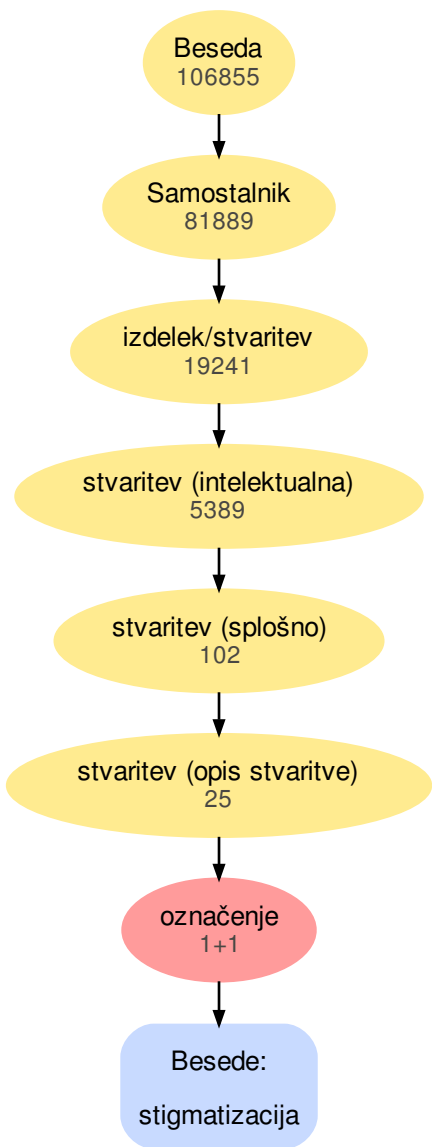 Beseda
106855
Samostalnik
81889
izdelek/stvaritev
19241
stvaritev (intelektualna)
5389
stvaritev (splošno)
102
stvaritev (opis stvaritve)
25
označenje
1+1
Besede:
stigmatizacija